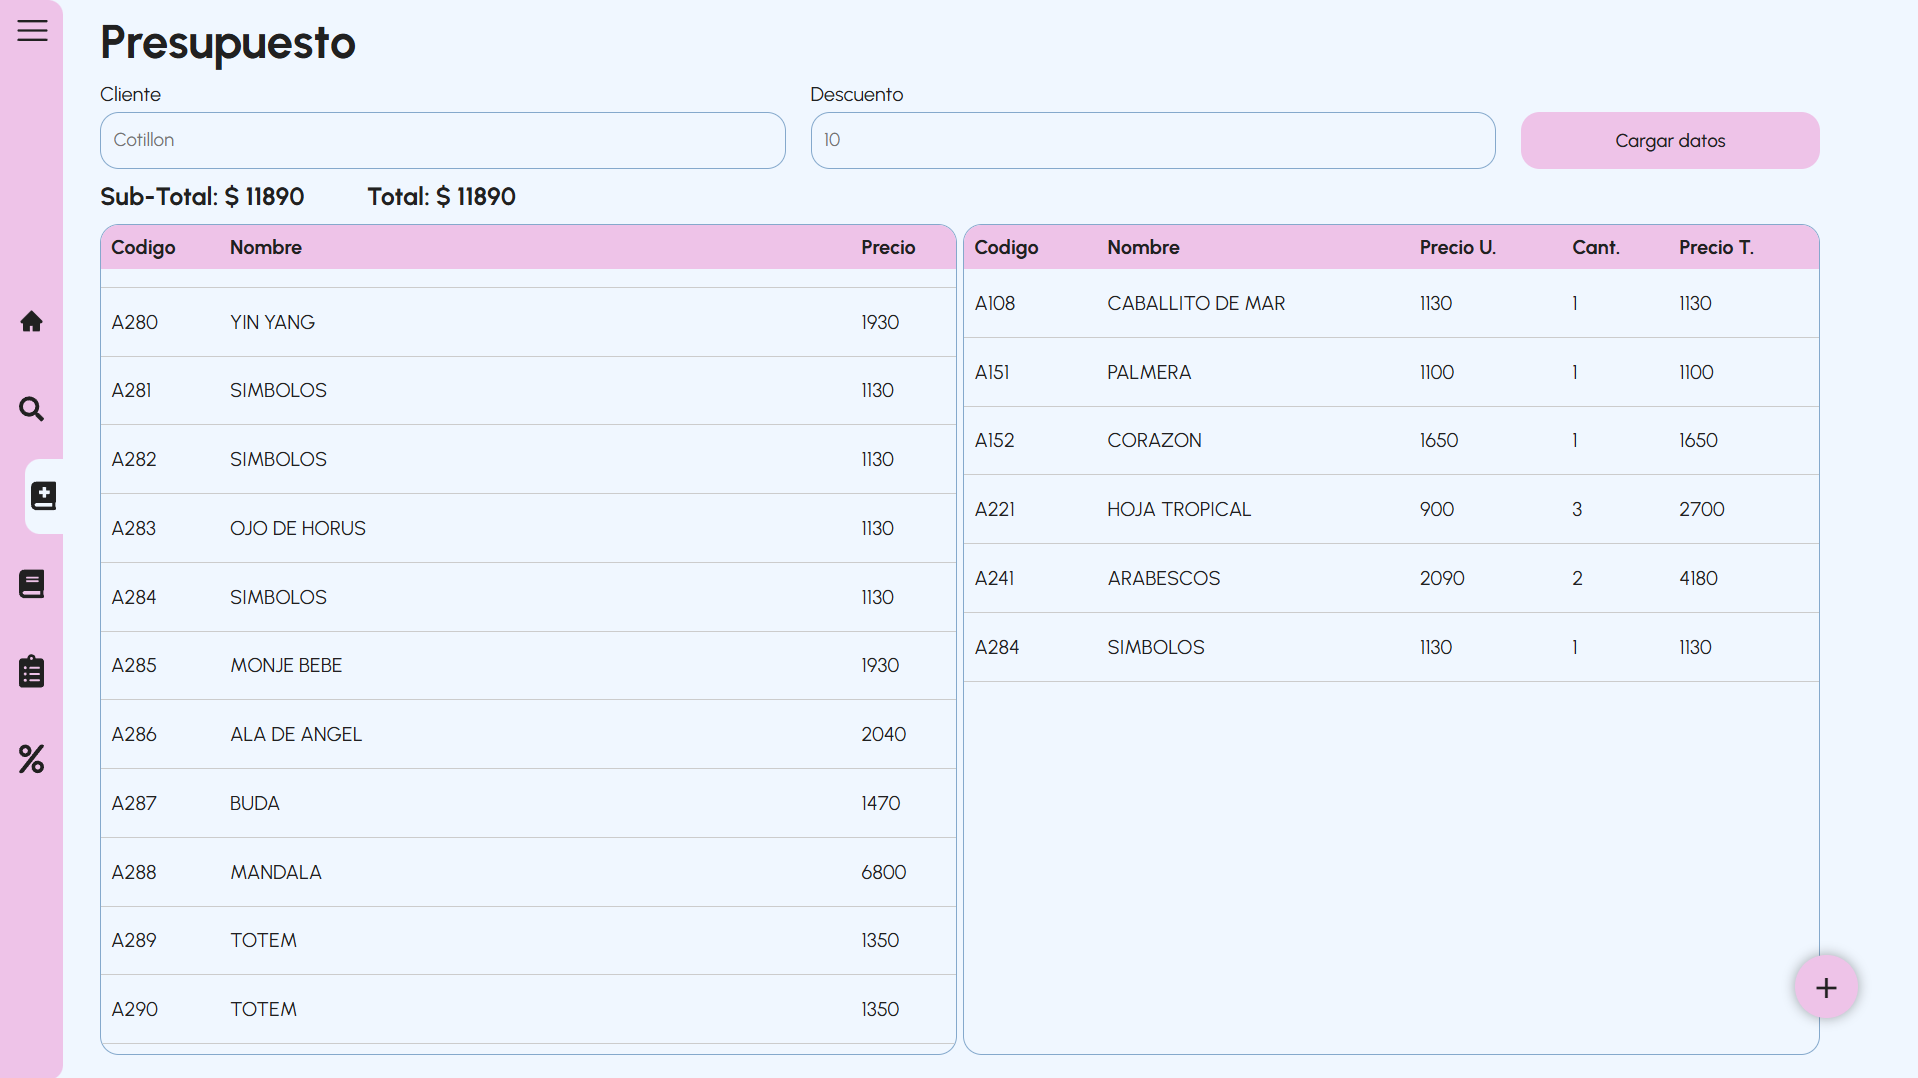 Presupuesto
Cliente
Descuento
Cotillon
10
Cargar datos
Sub-Total: $ 11890
Total: $ 11890
Codigo Nombre Precio
A280 YIN YANG 1930
A281 SIMBOLOS 1130
A282 SIMBOLOS 1130
A283 OJO DE HORUS 1130
A284 SIMBOLOS 1130
A285 MONJE BEBE 1930
A286 ALA DE ANGEL 2040
A287 BUDA 1470
A288 MANDALA 6800
A289 TOTEM 1350
A290 TOTEM 1350
Codigo Nombre Precio U. Cant. Precio T.
A108 CABALLITO DE MAR 1130 1 1130
A151 PALMERA 1100 1 1100
A152 CORAZON 1650 1 1650
A221 HOJA TROPICAL 900 3 2700
A241 ARABESCOS 2090 2 4180
A284 SIMBOLOS 1130 1 1130
+